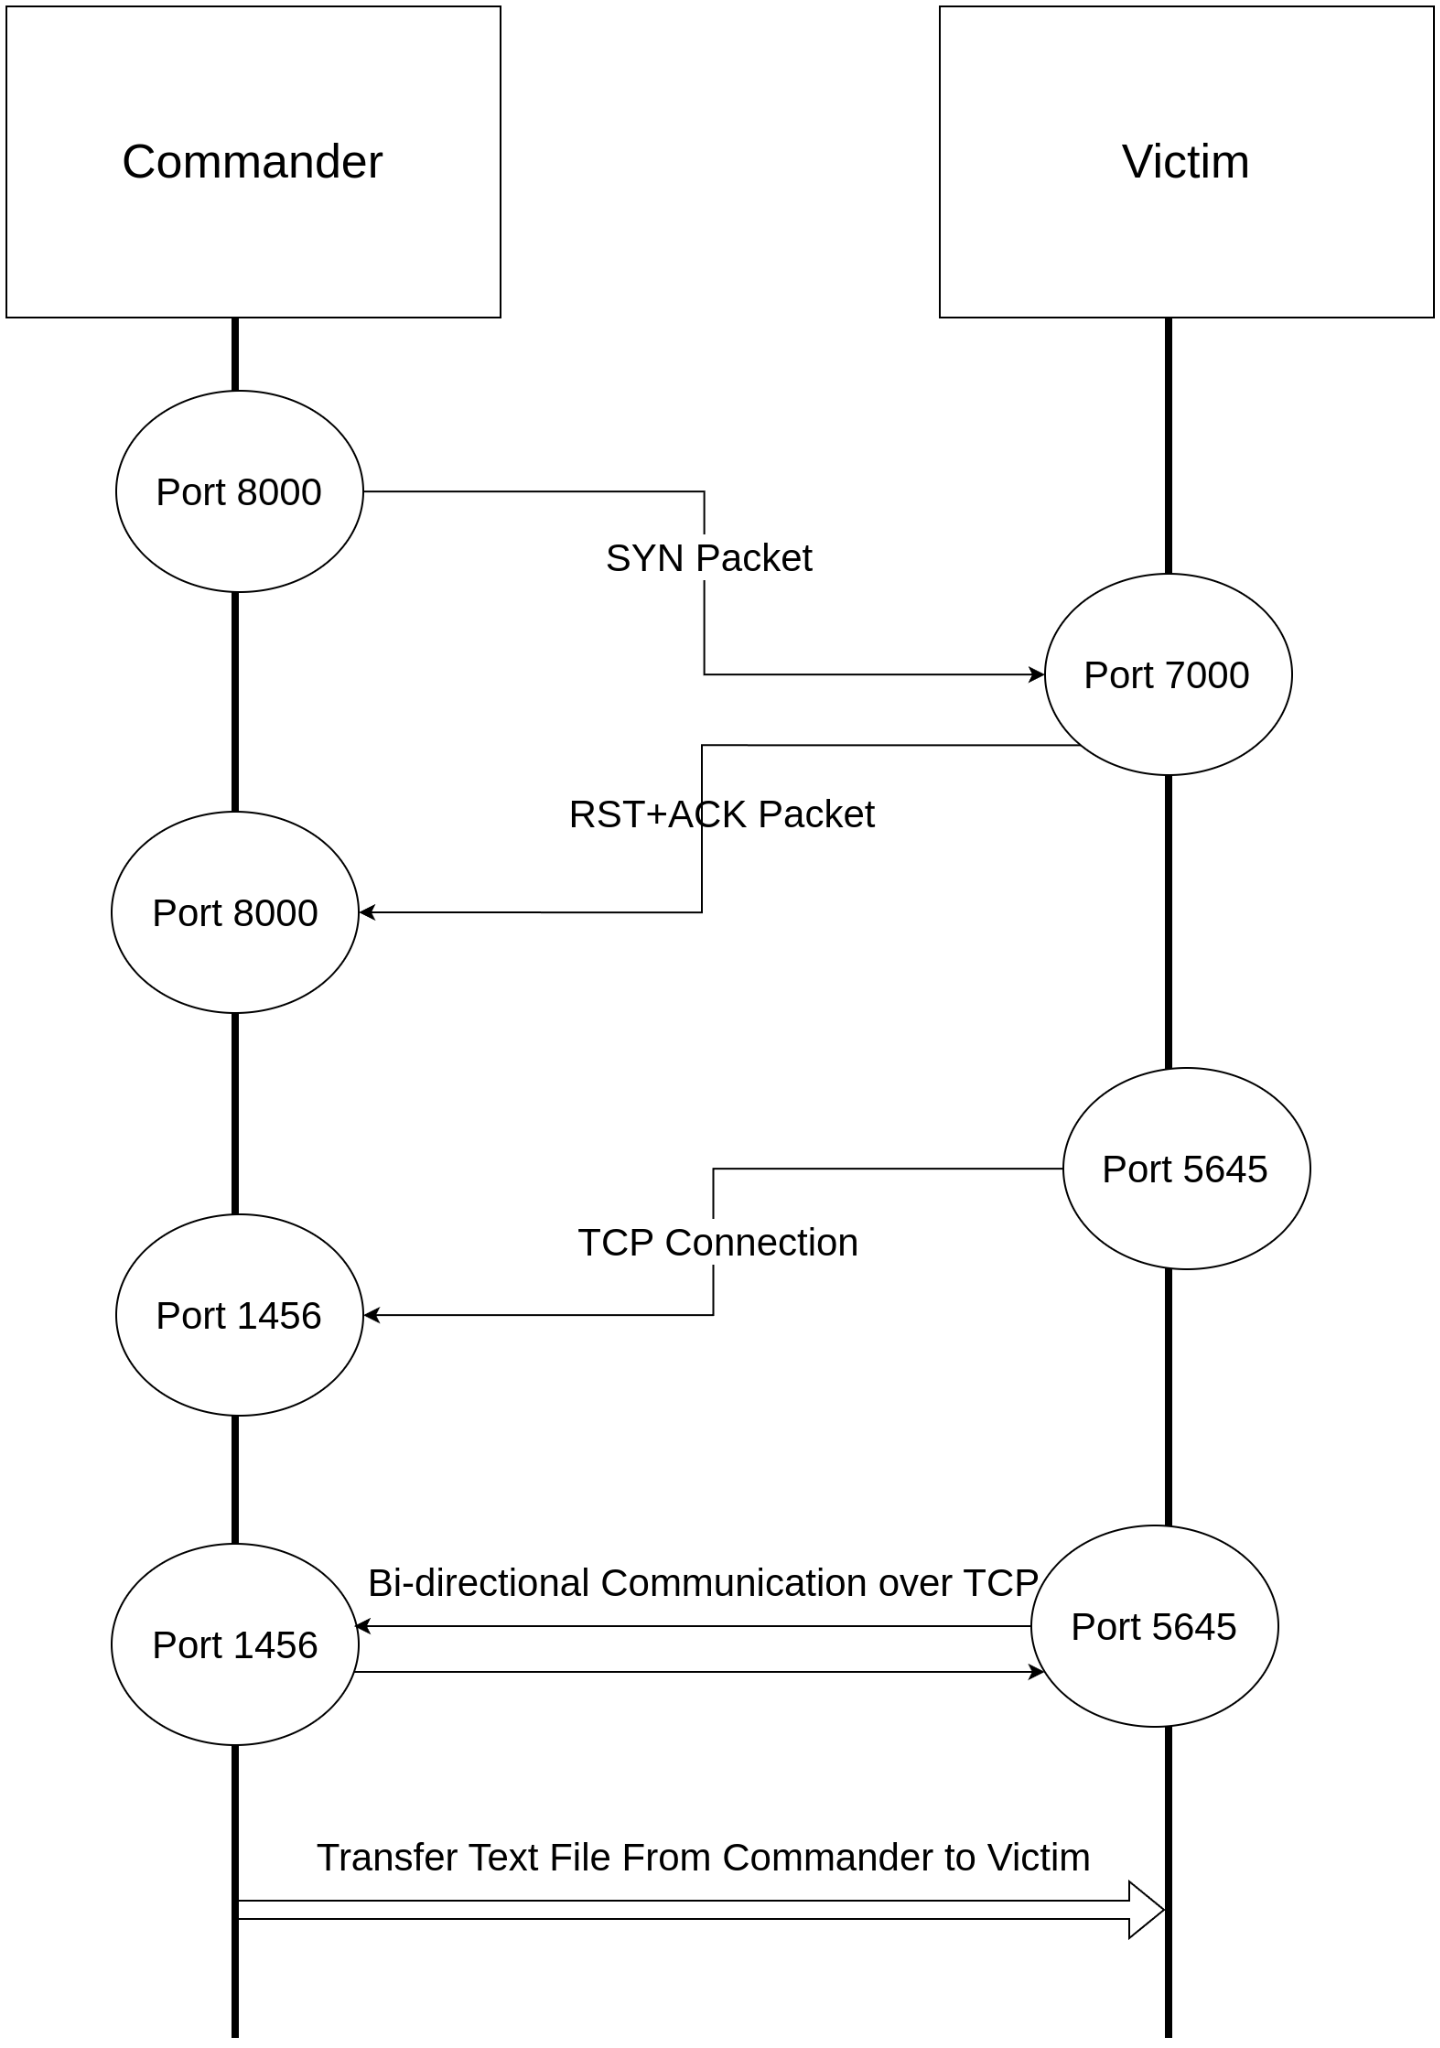 Commander
Victim
Port 8000
SYN Packet
Port 7000
RST+ACK Packet
Port 8000
Port 5645
TCP Connection
Port 1456
Bi-directional Communication over TCP
Port 5645
Port 1456
Transfer Text File From Commander to Victim